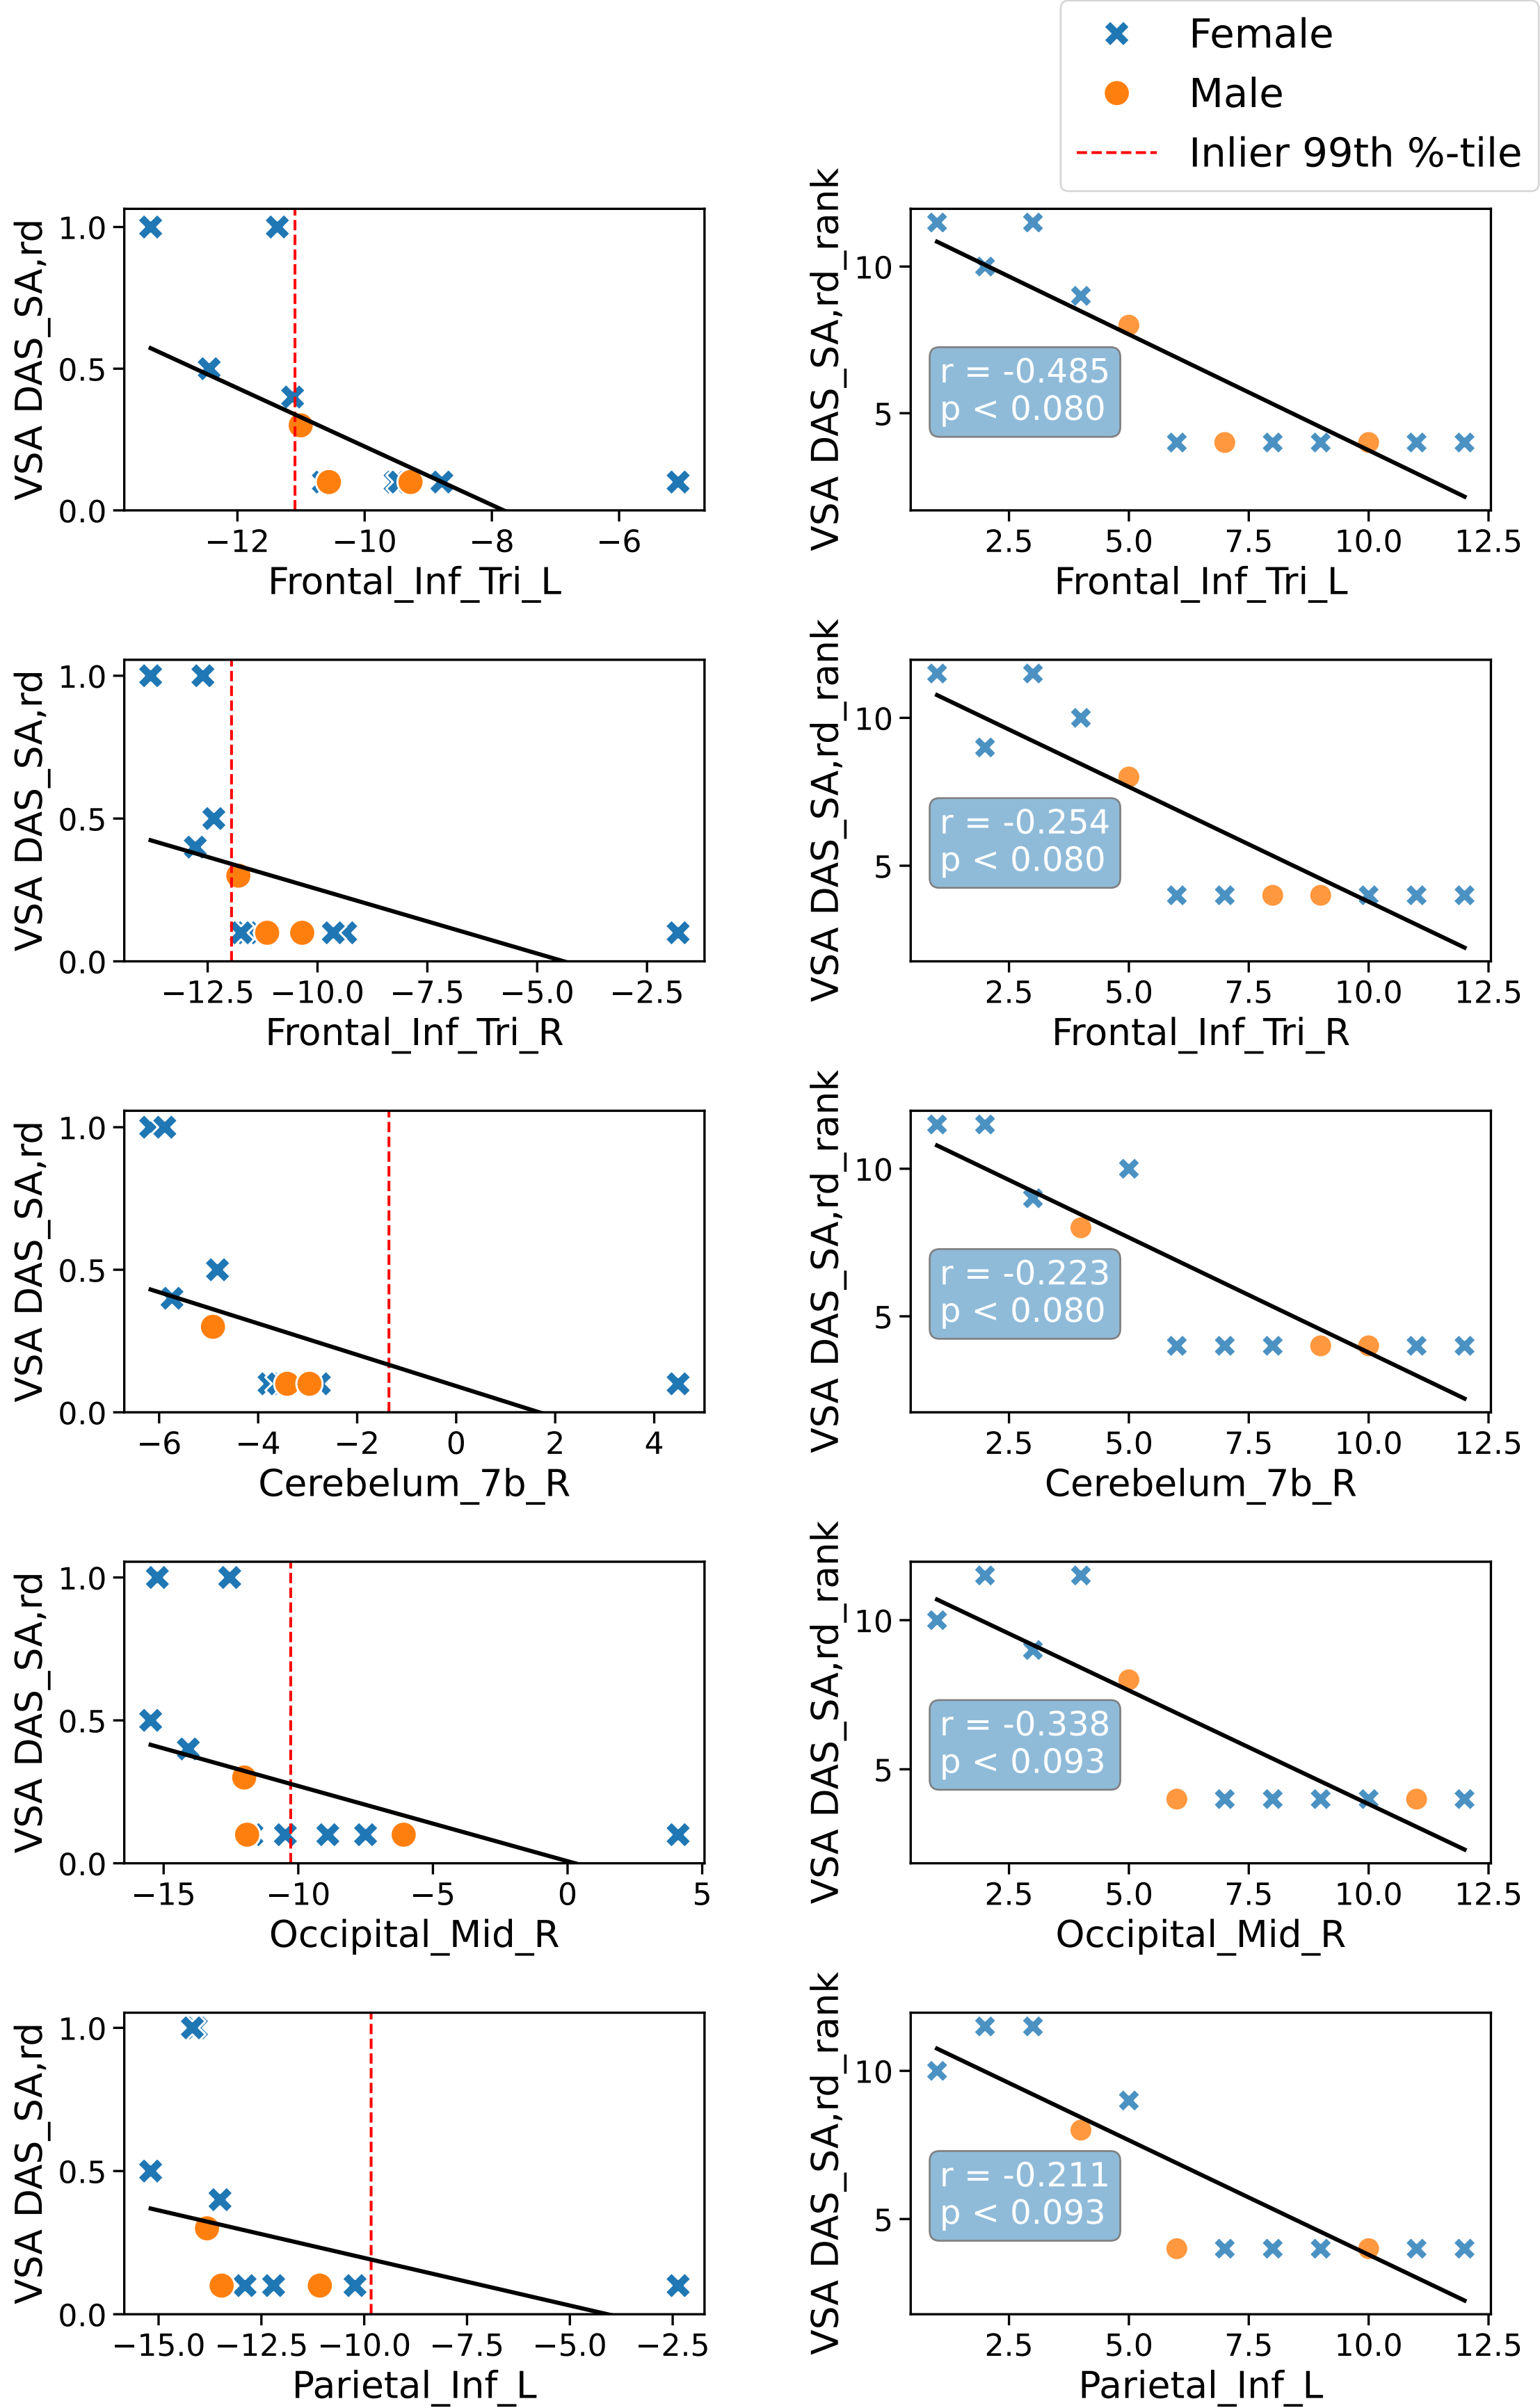 Female
Male
Inlier 99th %-tile
VSA DAS_SA,rd
1.0
0.5
0.0
−12 −10 −8 −6
Frontal_Inf_Tri_L
VSA DAS_SA,rd_rank
10
5
r = -0.485
p < 0.080
2.5 5.0 7.5 10.0 12.5
Frontal_Inf_Tri_L
VSA DAS_SA,rd
1.0
0.5
0.0
−12.5 −10.0 −7.5 −5.0 −2.5
Frontal_Inf_Tri_R
VSA DAS_SA,rd_rank
10
5
r = -0.254
p < 0.080
2.5 5.0 7.5 10.0 12.5
Frontal_Inf_Tri_R
VSA DAS_SA,rd
1.0
0.5
0.0
−6 −4 −2 0 2 4
Cerebelum_7b_R
VSA DAS_SA,rd_rank
10
5
r = -0.223
p < 0.080
2.5 5.0 7.5 10.0 12.5
Cerebelum_7b_R
VSA DAS_SA,rd
1.0
0.5
0.0
−15 −10 −5 0 5
Occipital_Mid_R
VSA DAS_SA,rd_rank
10
5
r = -0.338
p < 0.093
2.5 5.0 7.5 10.0 12.5
Occipital_Mid_R
VSA DAS_SA,rd
1.0
0.5
0.0
−15.0 −12.5 −10.0 −7.5 −5.0 −2.5
Parietal_Inf_L
VSA DAS_SA,rd_rank
10
5
r = -0.211
p < 0.093
2.5 5.0 7.5 10.0 12.5
Parietal_Inf_L